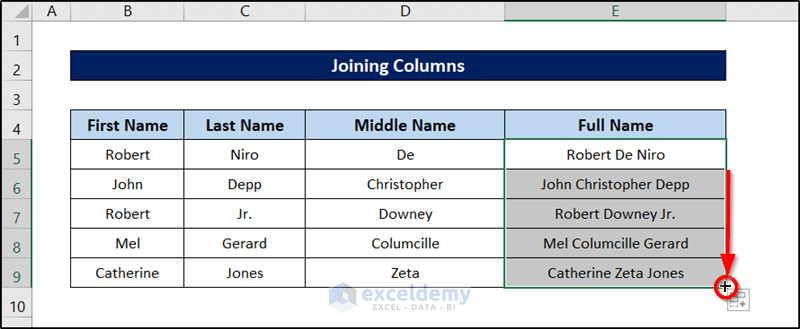 A B C D E
1
2 Joining Columns
3
4 First Name Last Name Middle Name Full Name
5 Robert Niro De Robert De Niro
6 John Depp Christopher John Christopher Depp
7 Robert Jr. Downey Robert Downey Jr.
8 Mel Gerard Columcille Mel Columcille Gerard
9 Catherine Jones Zeta Catherine Zeta Jones
10
exceldemy
EXCEL - DATA - BI